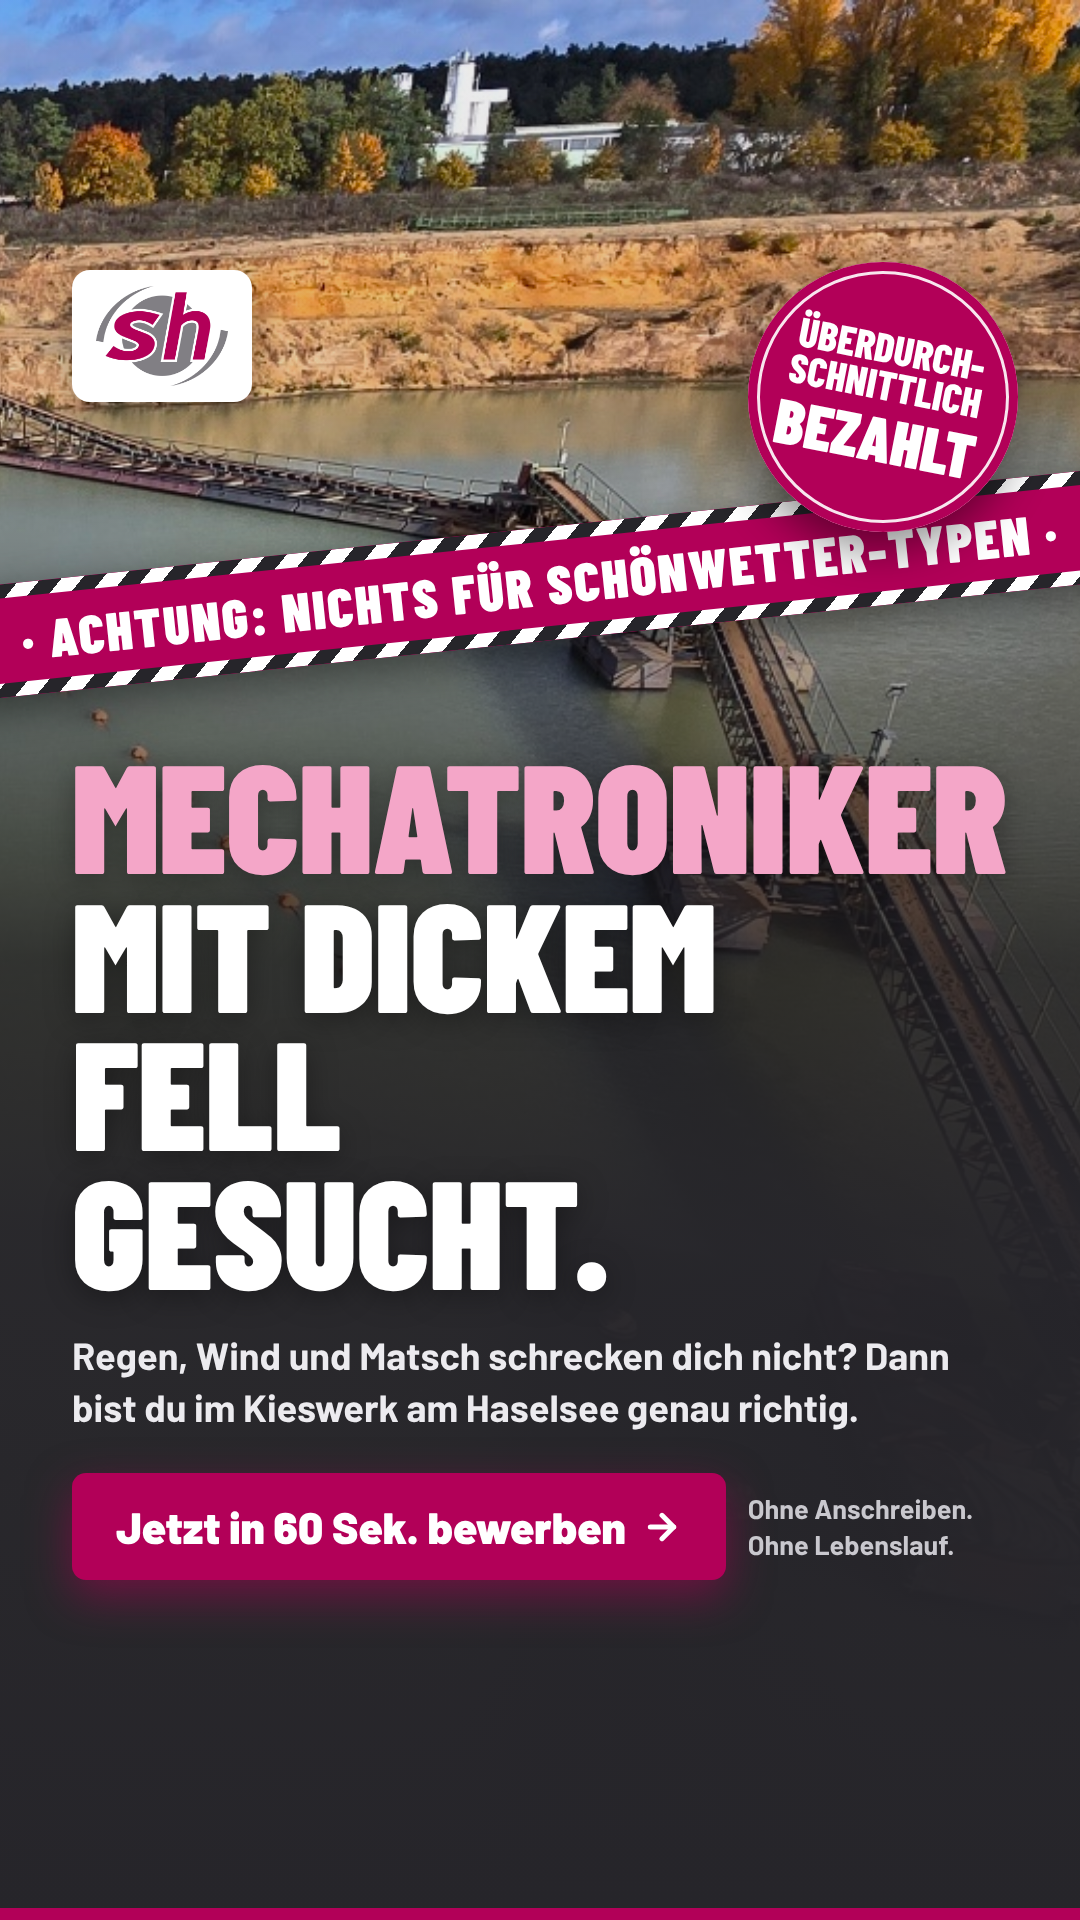 sh
ÜBERDURCH-
SCHNITTLICH
BEZAHLT
· ACHTUNG: NICHTS FÜR SCHÖNWETTER-TYPEN ·
MECHATRONIKER
MIT DICKEM
FELL
GESUCHT.
Regen, Wind und Matsch schrecken dich nicht? Dann
bist du im Kieswerk am Haselsee genau richtig.
Jetzt in 60 Sek. bewerben →
Ohne Anschreiben.
Ohne Lebenslauf.